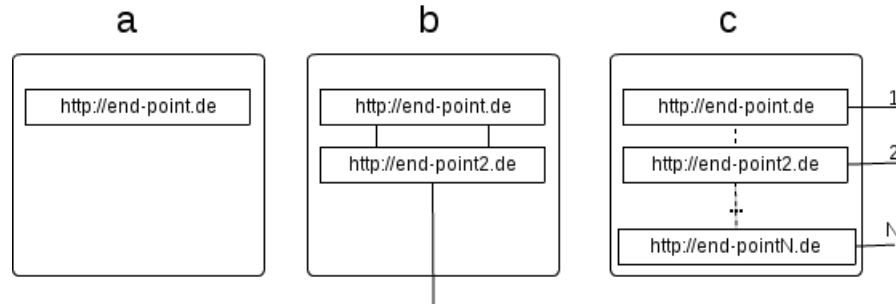 a b c
http://end-point.de http://end-point.de http://end-point.de 1
http://end-point2.de http://end-point2.de 2
http://end-pointN.de N